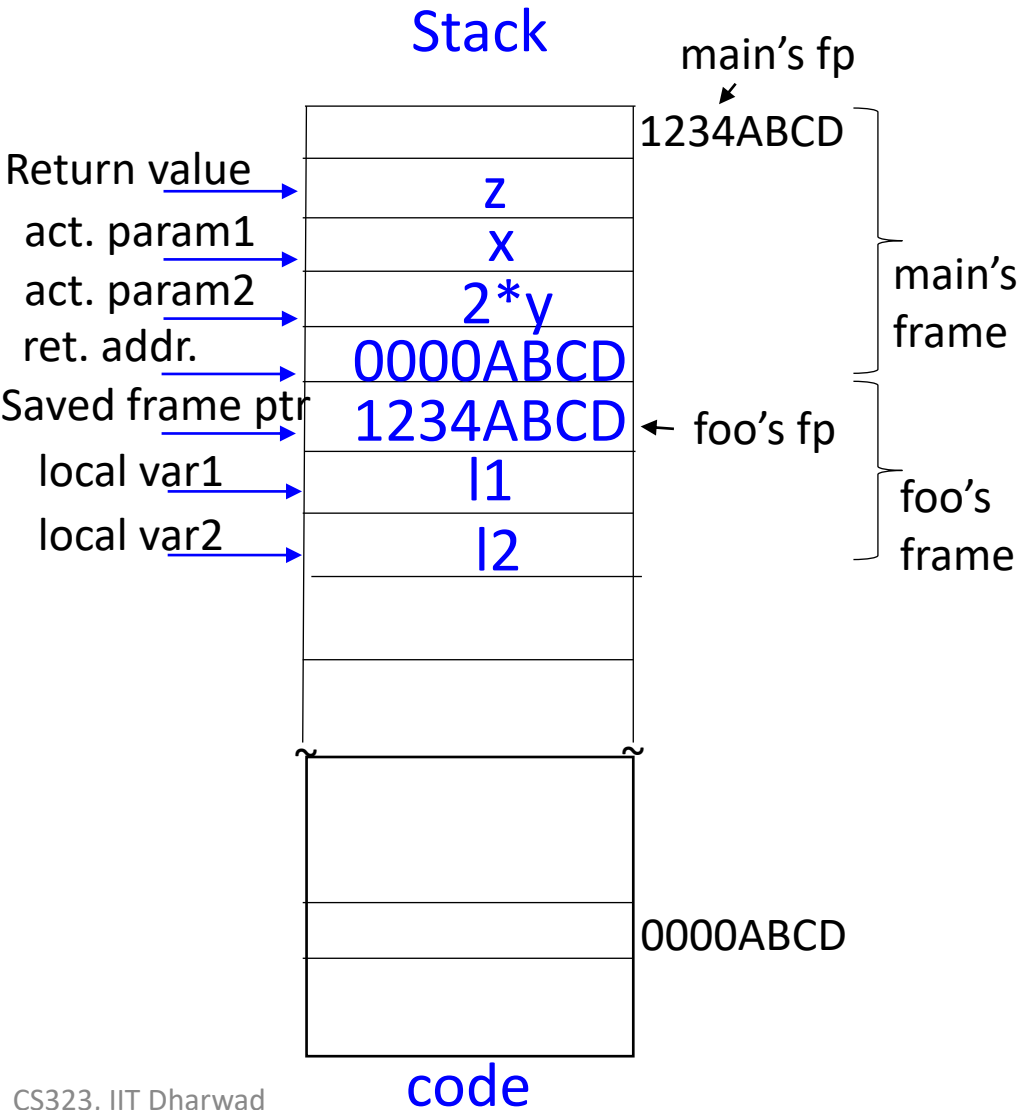 Stack
main's fp
1234ABCD
Return value
z
act. param1
x
act. param2
2*y
ret. addr.
0000ABCD
main's
frame
Saved frame ptr
1234ABCD
foo's fp
local var1
l1
local var2
l2
foo's
frame
~
~
0000ABCD
code
CS323, IIT Dharwad